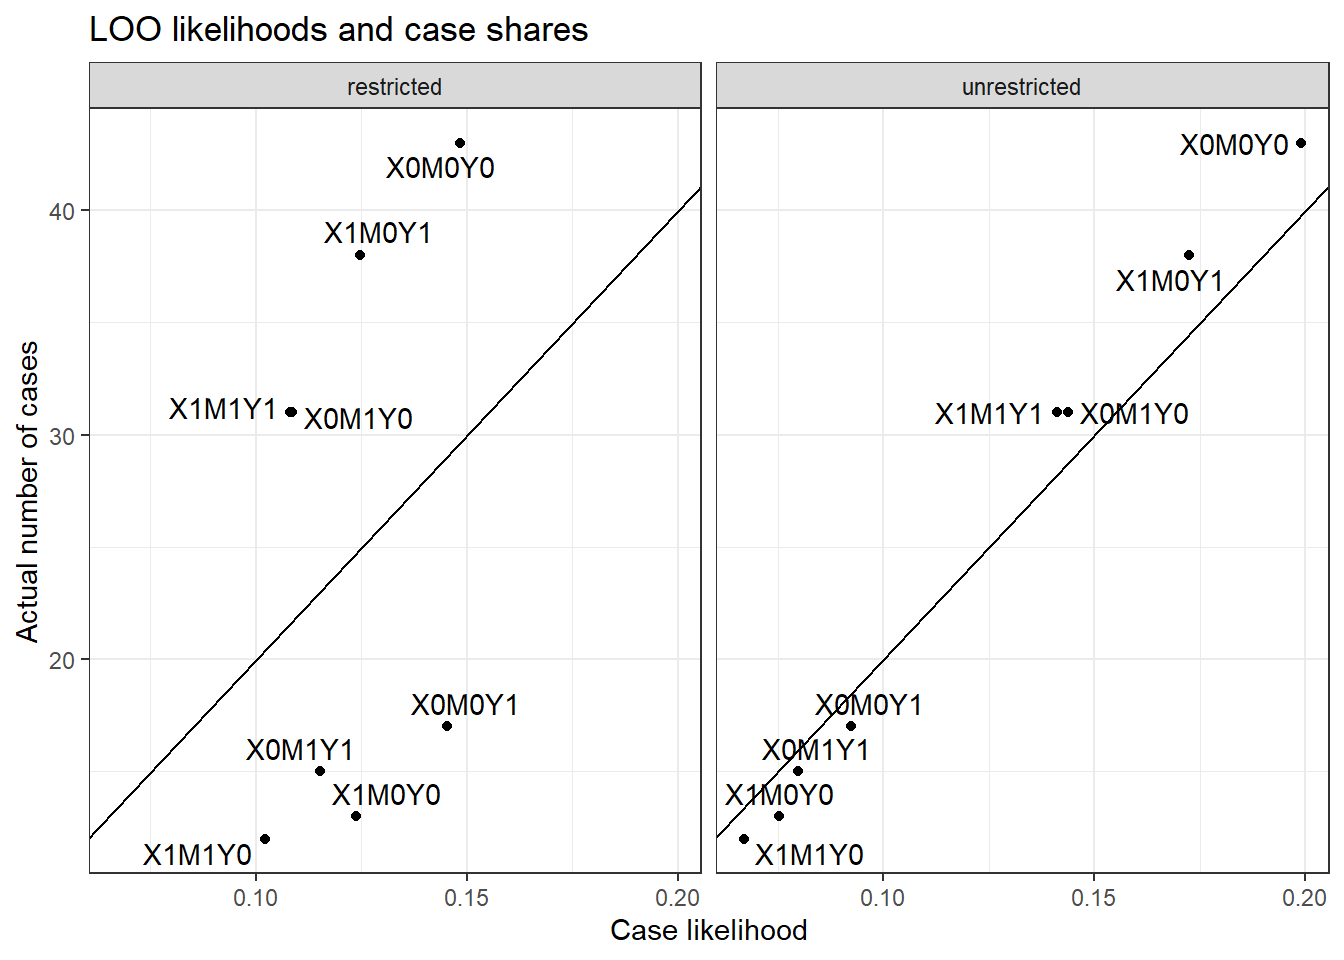 LOO likelihoods and case shares
restricted
unrestricted
Actual number of cases
40
30
20
X0M0Y0
X1M0Y1
X1M1Y1
X0M1Y0
X0M0Y1
X0M1Y1
X1M0Y0
X1M1Y0
X0M0Y0
X1M0Y1
X1M1Y1
X0M1Y0
X0M0Y1
X0M1Y1
X1M0Y0
X1M1Y0
0.10
0.15
0.20
0.10
0.15
0.20
Case likelihood